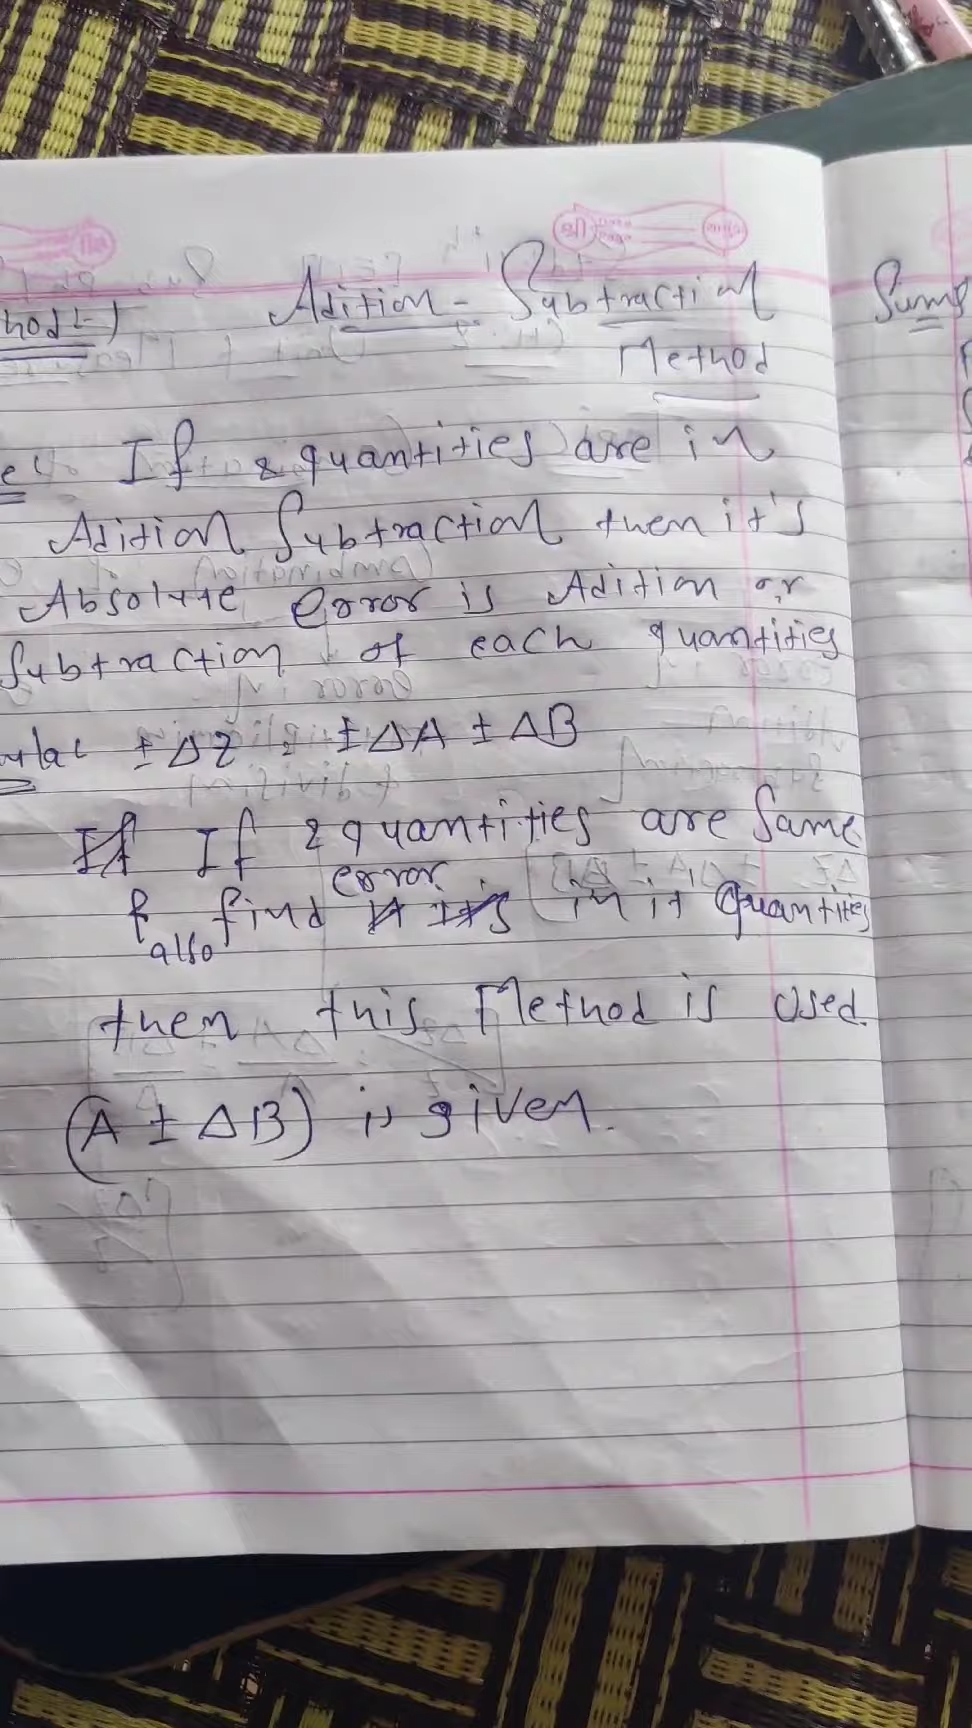 श्री
hod:-) Adition - Subtraction Sums
Method
If 2 quantities are in
Adition Subtraction then it's
Absolute error is Adition or
Subtraction of each quantities
± ΔZ = ± ΔA ± ΔB
If 2 quantities are Same
error
& find in it Quantities
also
then this Method is Used.
(A ± ΔB) is given.